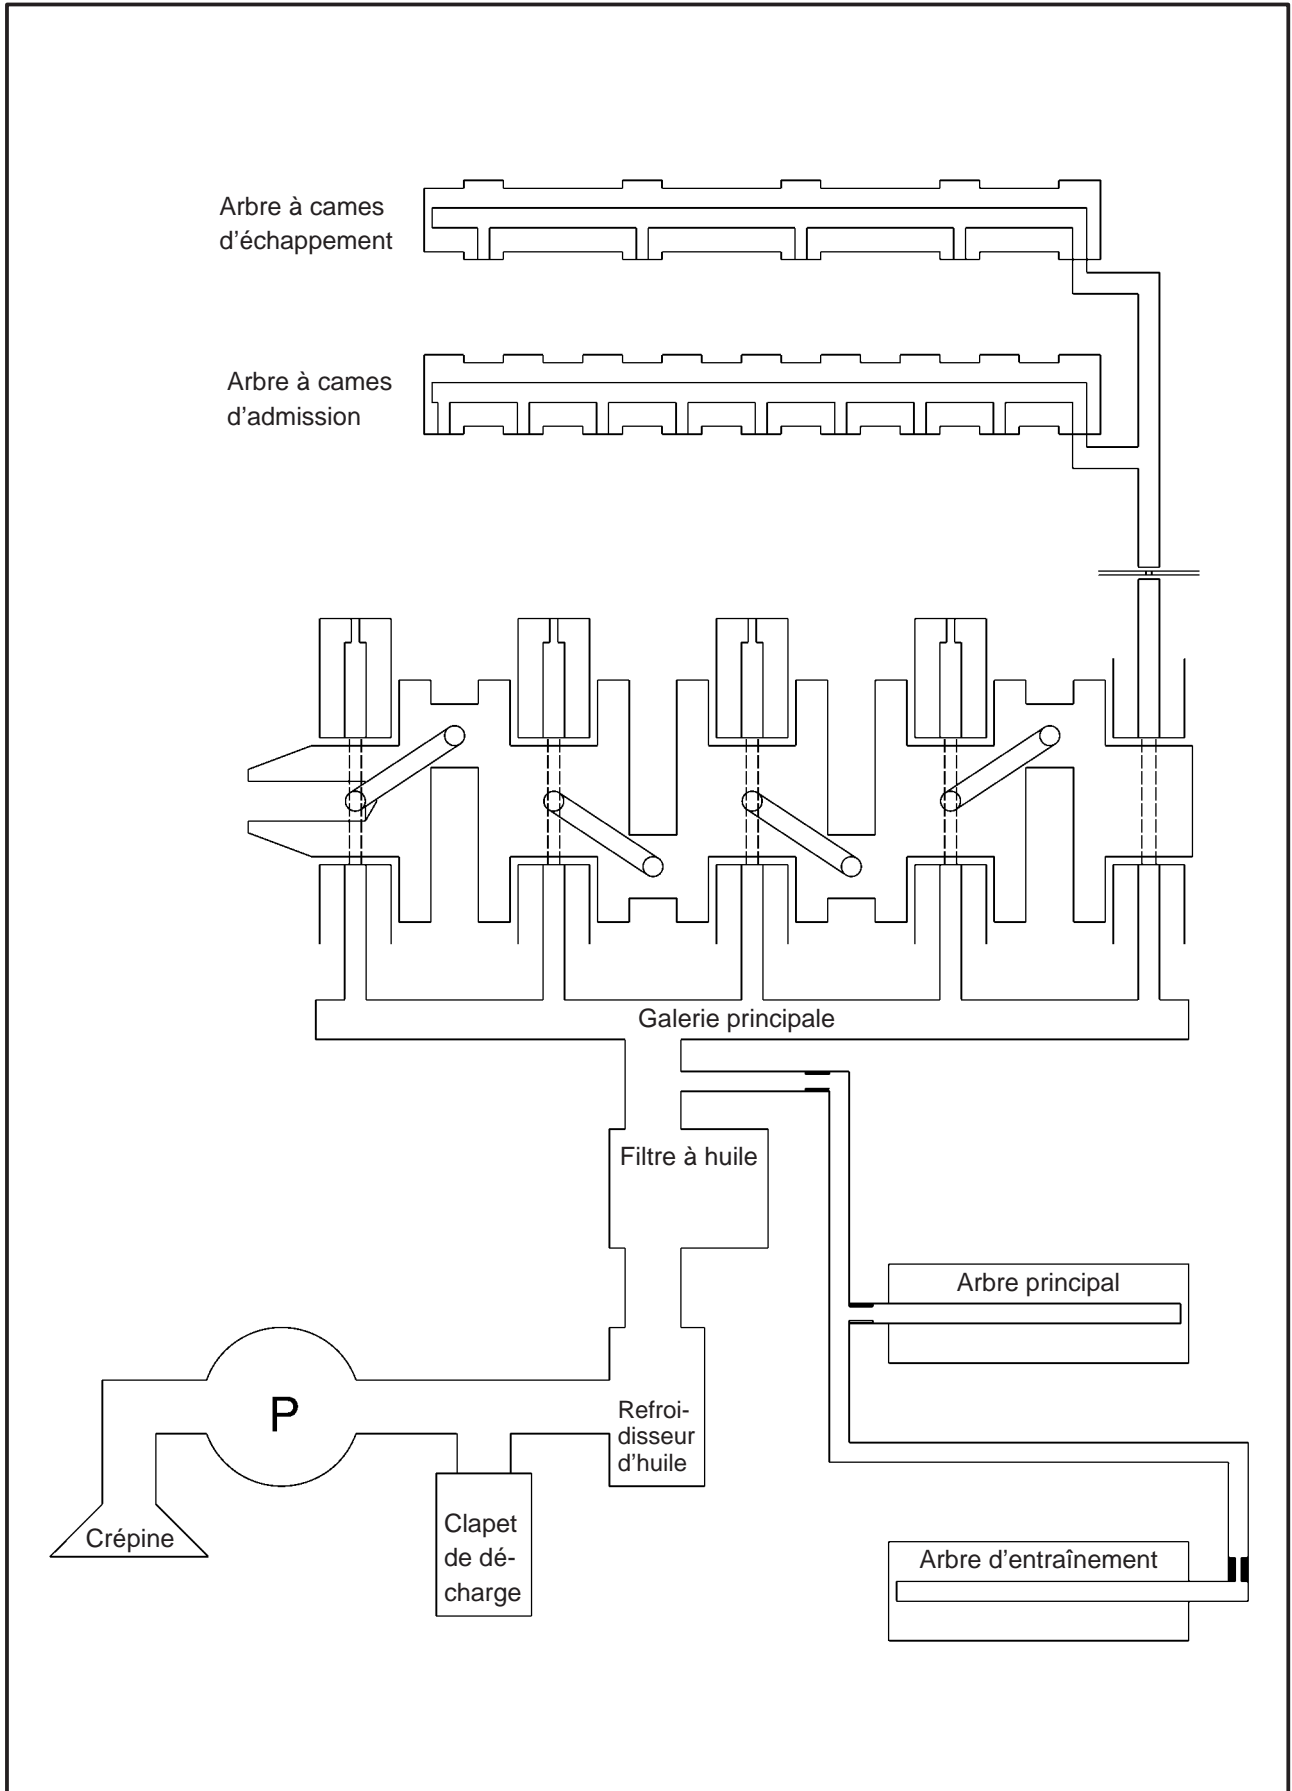 Arbre à cames
d’échappement
Arbre à cames
d’admission
Galerie principale
Filtre à huile
Arbre principal
P
Refroi-
disseur
d’huile
Crépine
Clapet
de dé-
charge
Arbre d’entraînement